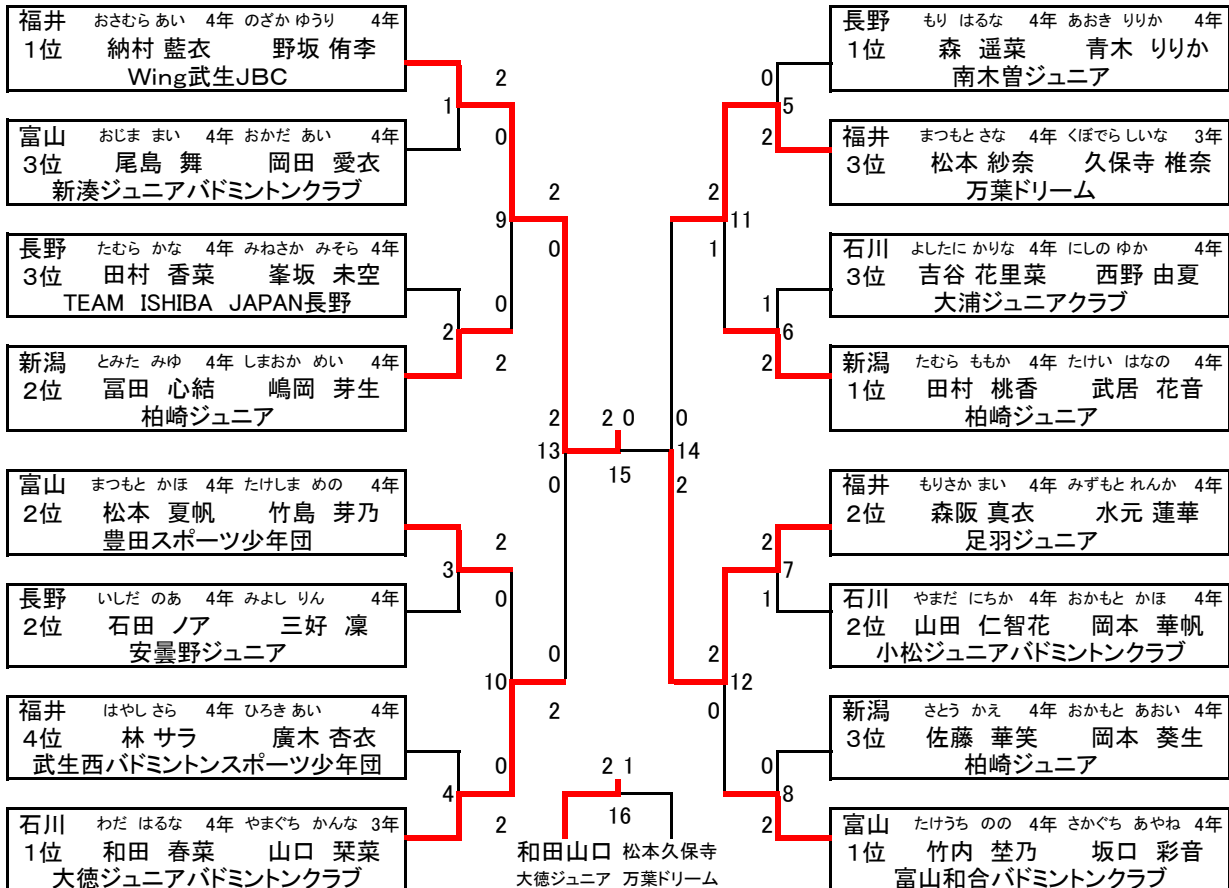 福井 おさむら あい 4年 のざか ゆうり 4年
1位 納村 藍衣 野坂 侑李
Wing武生JBC
富山 おじま まい 4年 おかだ あい 4年
3位 尾島 舞 岡田 愛衣
新湊ジュニアバドミントンクラブ
長野 たむら かな 4年 みねさか みそら 4年
3位 田村 香菜 峯坂 未空
TEAM ISHIBA JAPAN長野
新潟 とみた みゆ 4年 しまおか めい 4年
2位 冨田 心結 嶋岡 芽生
柏崎ジュニア
富山 まつもと かほ 4年 たけしま めの 4年
2位 松本 夏帆 竹島 芽乃
豊田スポーツ少年団
長野 いしだ のあ 4年 みよし りん 4年
2位 石田 ノア 三好 凜
安曇野ジュニア
福井 はやし さら 4年 ひろき あい 4年
4位 林 サラ 廣木 杏衣
武生西バドミントンスポーツ少年団
石川 わだ はるな 4年 やまぐち かんな 3年
1位 和田 春菜 山口 栞菜
大徳ジュニアバドミントンクラブ
2
1
0
2
9
0
0
2
2
2
13
0
2
3
0
0
10
2
0
4
2
2 0
15
2 1
16
和田山口 松本久保寺
大徳ジュニア 万葉ドリーム
0
5
2
2
11
1
1
6
2
0
14
2
2
7
1
2
12
0
0
8
2
長野 もり はるな 4年 あおき りりか 4年
1位 森 遥菜 青木 りりか
南木曽ジュニア
福井 まつもと さな 4年 くぼでら しいな 3年
3位 松本 紗奈 久保寺 椎奈
万葉ドリーム
石川 よしたに かりな 4年 にしの ゆか 4年
3位 吉谷 花里菜 西野 由夏
大浦ジュニアクラブ
新潟 たむら ももか 4年 たけい はなの 4年
1位 田村 桃香 武居 花音
柏崎ジュニア
福井 もりさか まい 4年 みずもと れんか 4年
2位 森阪 真衣 水元 蓮華
足羽ジュニア
石川 やまだ にちか 4年 おかもと かほ 4年
2位 山田 仁智花 岡本 華帆
小松ジュニアバドミントンクラブ
新潟 さとう かえ 4年 おかもと あおい 4年
3位 佐藤 華笑 岡本 葵生
柏崎ジュニア
富山 たけうち のの 4年 さかぐち あやね 4年
1位 竹内 埜乃 坂口 彩音
富山和合バドミントンクラブ